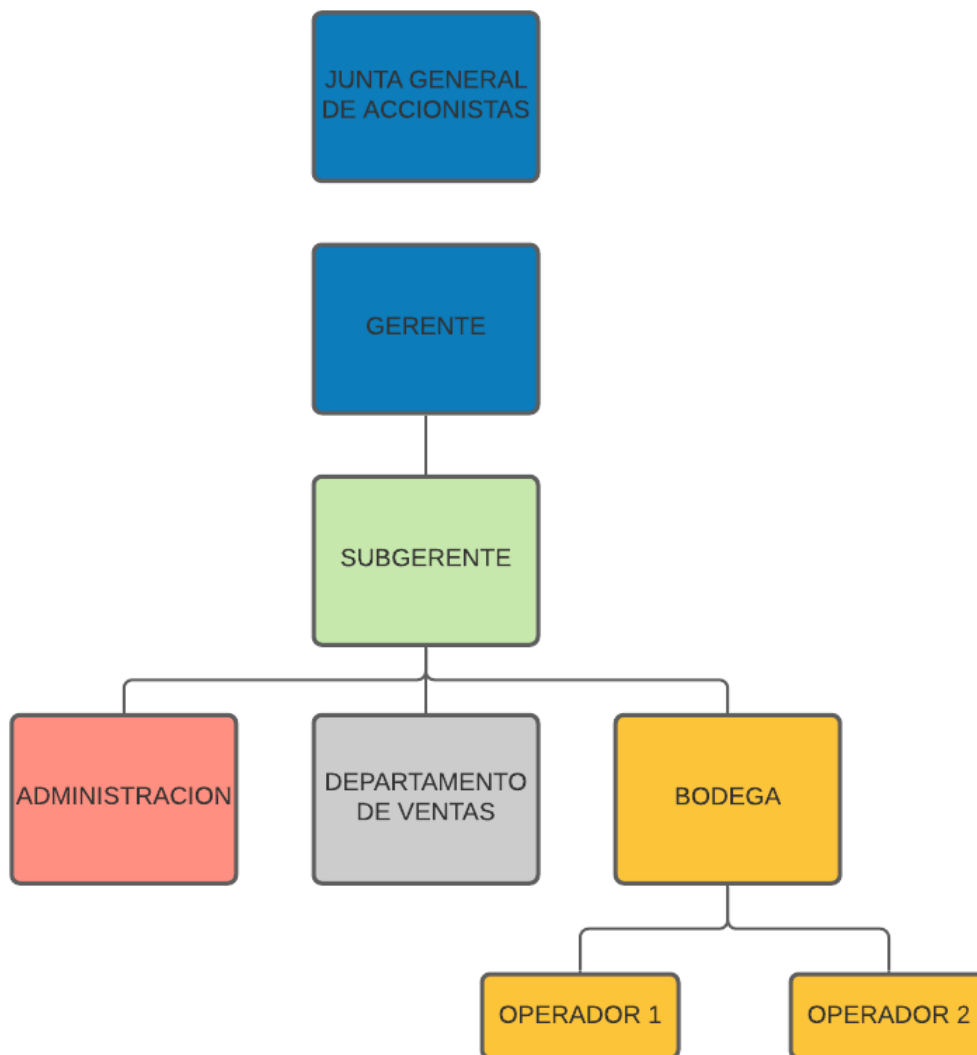 JUNTA GENERAL
DE ACCIONISTAS
GERENTE
SUBGERENTE
ADMINISTRACION
DEPARTAMENTO
DE VENTAS
BODEGA
OPERADOR 1
OPERADOR 2